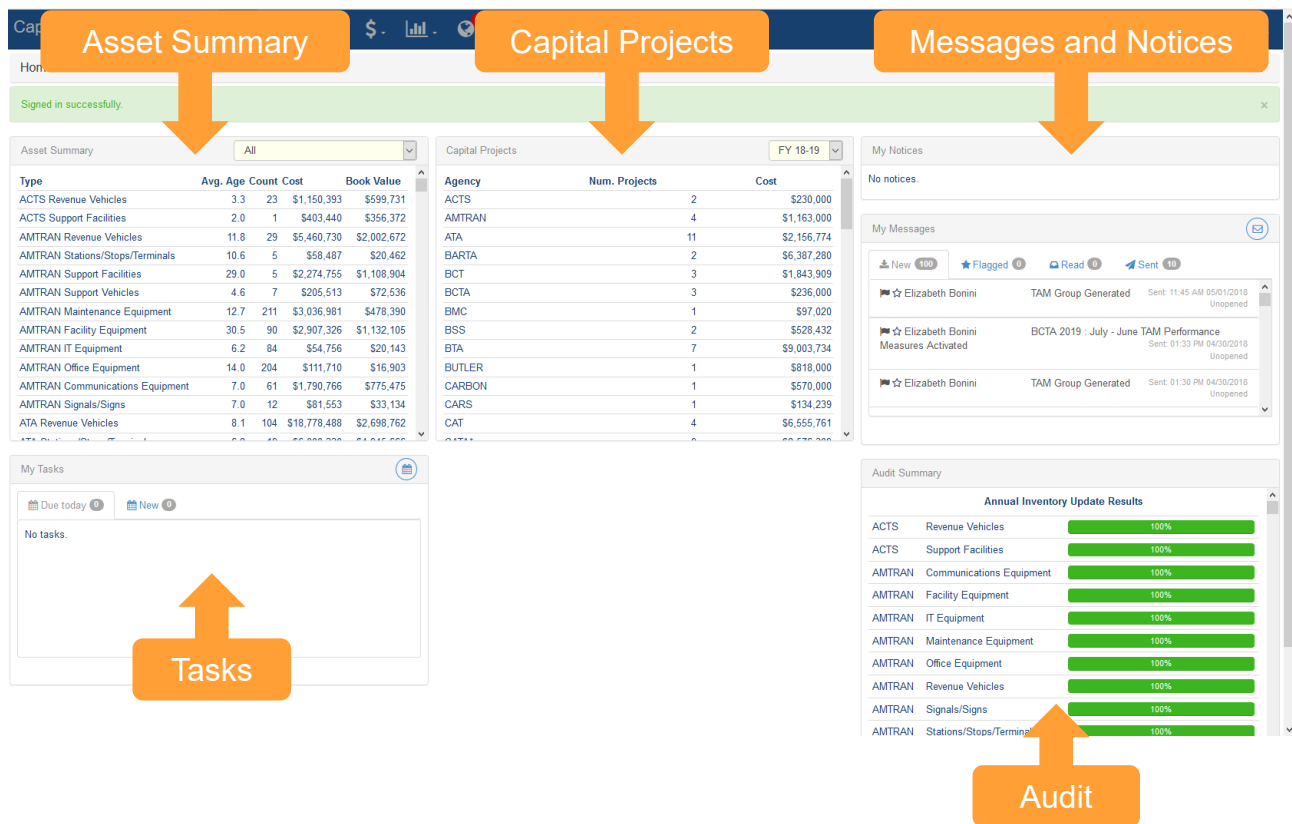 Asset Summary
Capital Projects
Messages and Notices
Signed in successfully. ×
Asset Summary All
Type Avg. Age Count Cost Book Value
ACTS Revenue Vehicles 3.3 23 $1,150,393 $599,731
ACTS Support Facilities 2.0 1 $403,440 $356,372
AMTRAN Revenue Vehicles 11.8 29 $5,460,730 $2,002,672
AMTRAN Stations/Stops/Terminals 10.6 5 $58,487 $20,462
AMTRAN Support Facilities 29.0 5 $2,274,755 $1,108,904
AMTRAN Support Vehicles 4.6 7 $205,513 $72,536
AMTRAN Maintenance Equipment 12.7 211 $3,036,981 $478,390
AMTRAN Facility Equipment 30.5 90 $2,907,326 $1,132,105
AMTRAN IT Equipment 6.2 84 $54,756 $20,143
AMTRAN Office Equipment 14.0 204 $111,710 $16,903
AMTRAN Communications Equipment 7.0 61 $1,790,766 $775,475
AMTRAN Signals/Signs 7.0 12 $81,553 $33,134
ATA Revenue Vehicles 8.1 104 $18,778,488 $2,698,762
Capital Projects FY 18-19
Agency Num. Projects Cost
ACTS 2 $230,000
AMTRAN 4 $1,163,000
ATA 11 $2,156,774
BARTA 2 $6,387,280
BCT 3 $1,843,909
BCTA 3 $236,000
BMC 1 $97,020
BSS 2 $528,432
BTA 7 $9,003,734
BUTLER 1 $818,000
CARBON 1 $570,000
CARS 1 $134,239
CAT 4 $6,555,761
My Notices
No notices.
My Messages
New 100 Flagged 0 Read 0 Sent 10
Elizabeth Bonini TAM Group Generated Sent: 11:45 AM 05/01/2018
Unopened
Elizabeth Bonini BCTA 2019 : July - June TAM Performance
Measures Activated Sent: 01:33 PM 04/30/2018
Unopened
Elizabeth Bonini TAM Group Generated Sent: 01:30 PM 04/30/2018
Unopened
My Tasks
Due today 0 New 0
No tasks.
Tasks
Audit Summary
Annual Inventory Update Results
ACTS Revenue Vehicles 100%
ACTS Support Facilities 100%
AMTRAN Communications Equipment 100%
AMTRAN Facility Equipment 100%
AMTRAN IT Equipment 100%
AMTRAN Maintenance Equipment 100%
AMTRAN Office Equipment 100%
AMTRAN Revenue Vehicles 100%
AMTRAN Signals/Signs 100%
AMTRAN 100%
Audit